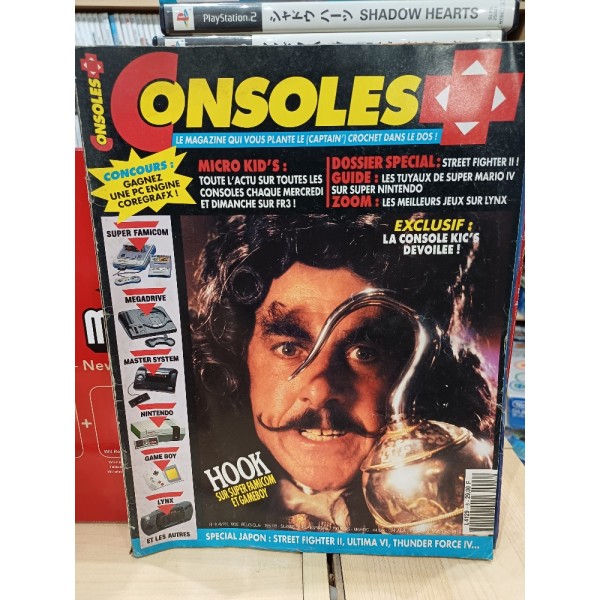 PlayStation 2
シャドウ ハーツ SHADOW HEARTS
CONSOLES
CONSOLES +
LE MAGAZINE QUI VOUS PLANTE LE (CAPTAIN') CROCHET DANS LE DOS !
CONCOURS :
GAGNEZ
UNE PC ENGINE
COREGRAFX !
MICRO KID'S :
TOUTE L'ACTU SUR TOUTES LES
CONSOLES CHAQUE MERCREDI
ET DIMANCHE SUR FR3 !
DOSSIER SPECIAL : STREET FIGHTER II !
GUIDE : LES TUYAUX DE SUPER MARIO IV
SUR SUPER NINTENDO
ZOOM : LES MEILLEURS JEUX SUR LYNX
EXCLUSIF :
LA CONSOLE KIC'S
DEVOILEE !
SUPER FAMICOM
MEGADRIVE
MASTER SYSTEM
NINTENDO
GAME BOY
LYNX
ET LES AUTRES
HOOK
SUR SUPER FAMICOM
ET GAMEBOY
SPECIAL JAPON : STREET FIGHTER II, ULTIMA VI, THUNDER FORCE IV...